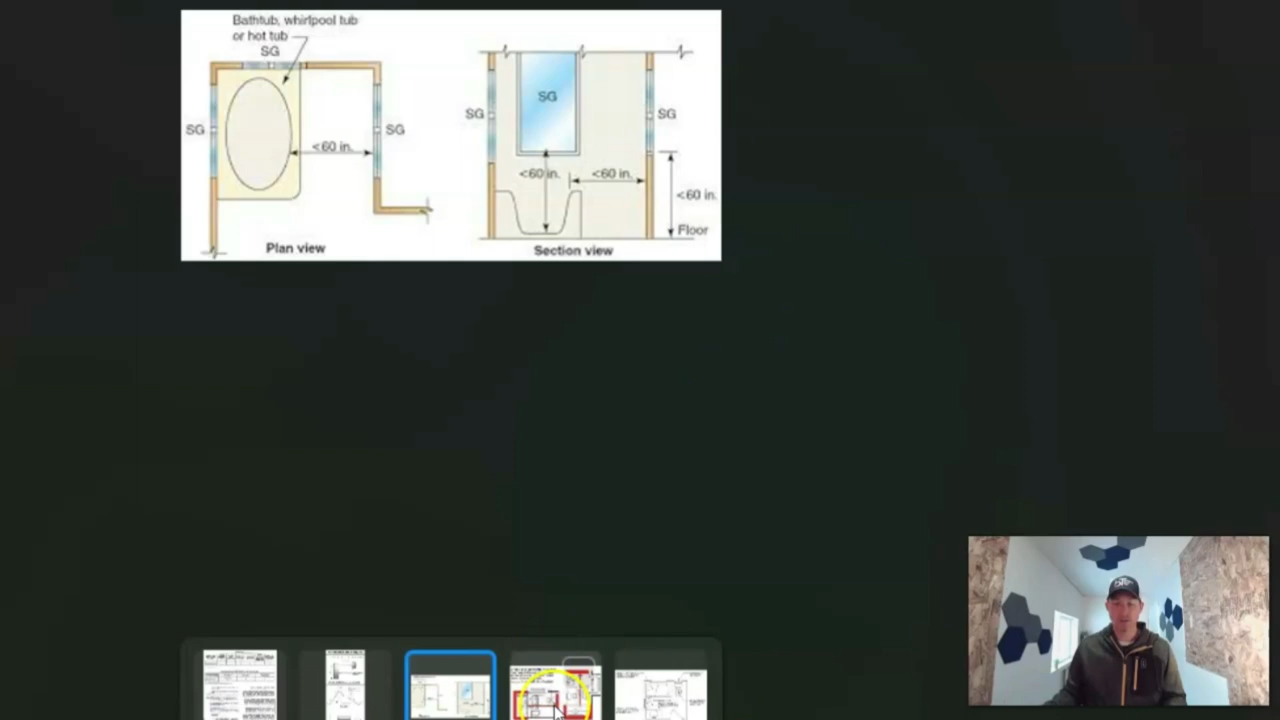 Bathtub, whirlpool tub
or hot tub
SG
SG
SG
<60 in.
Plan view
SG
SG
SG
<60 in.
<60 in.
<60 in.
Floor
Section view